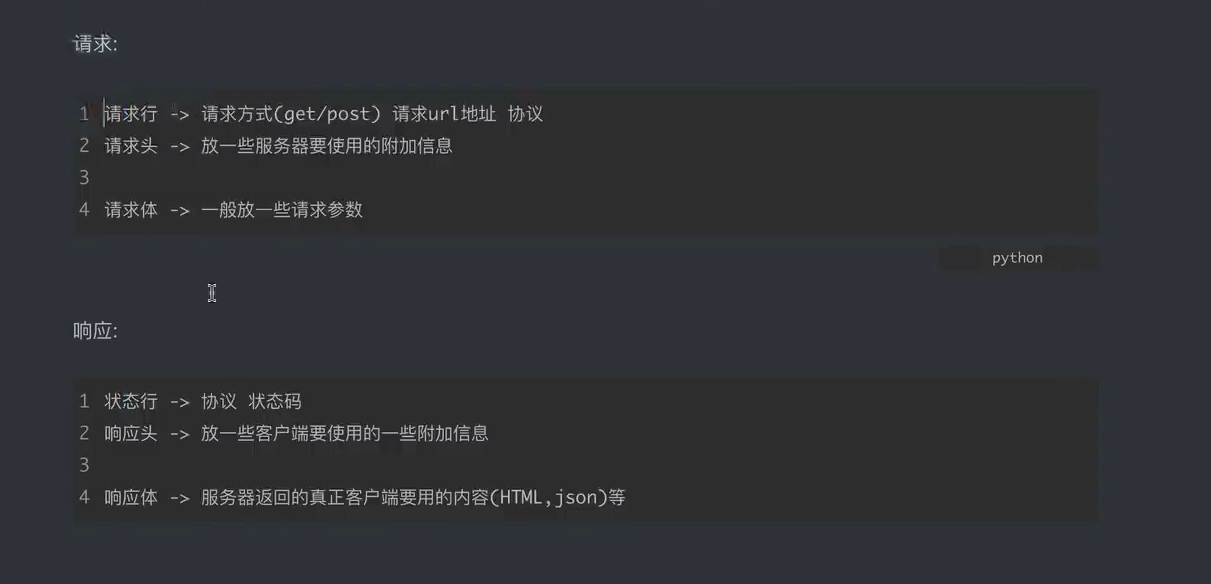 请求:
1 请求行 -> 请求方式(get/post) 请求url地址 协议
2 请求头 -> 放一些服务器要使用的附加信息
3
4 请求体 -> 一般放一些请求参数
python
响应:
1 状态行 -> 协议 状态码
2 响应头 -> 放一些客户端要使用的一些附加信息
3
4 响应体 -> 服务器返回的真正客户端要用的内容(HTML,json)等